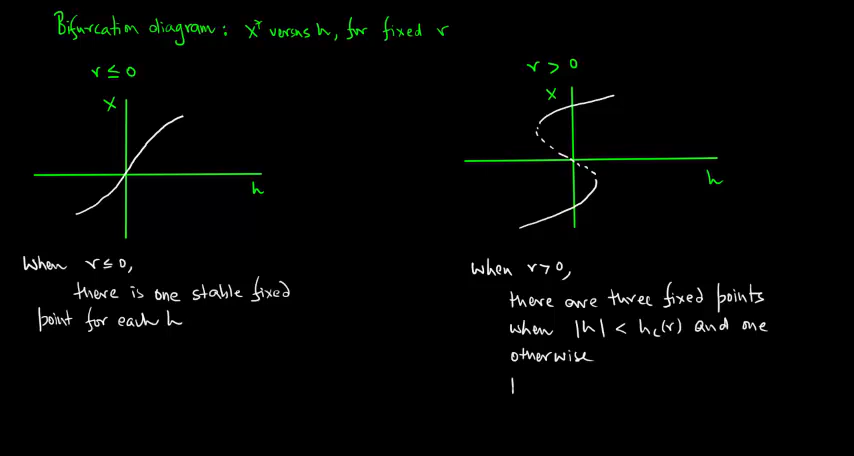 Bifurcation diagram: x* versus h, for fixed r
r ≤ 0
x
h
When r ≤ 0,
there is one stable fixed
point for each h
r > 0
x
h
when r > 0,
there are three fixed points
when |h| < hc(r) and one
otherwise